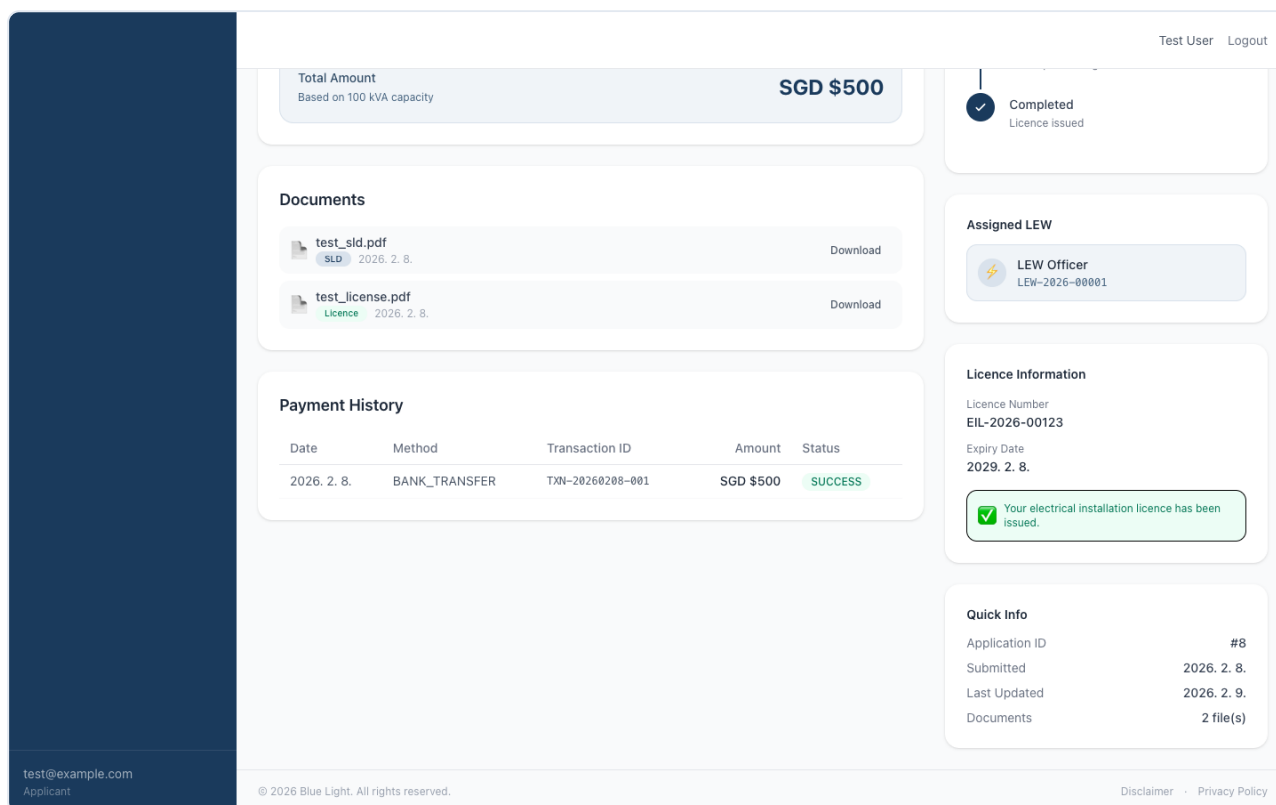 Test User
Logout
Total Amount
Based on 100 kVA capacity
SGD $500
Documents
test_sld.pdf
SLD 2026. 2. 8.
Download
test_license.pdf
Licence 2026. 2. 8.
Download
Payment History
Date Method Transaction ID Amount Status
2026. 2. 8. BANK_TRANSFER TXN-20260208-001 SGD $500 SUCCESS
Completed
Licence issued
Assigned LEW
LEW Officer
LEW-2026-00001
Licence Information
Licence Number
EIL-2026-00123
Expiry Date
2029. 2. 8.
Your electrical installation licence has been
issued.
Quick Info
Application ID #8
Submitted 2026. 2. 8.
Last Updated 2026. 2. 9.
Documents 2 file(s)
test@example.com
Applicant
© 2026 Blue Light. All rights reserved.
Disclaimer · Privacy Policy